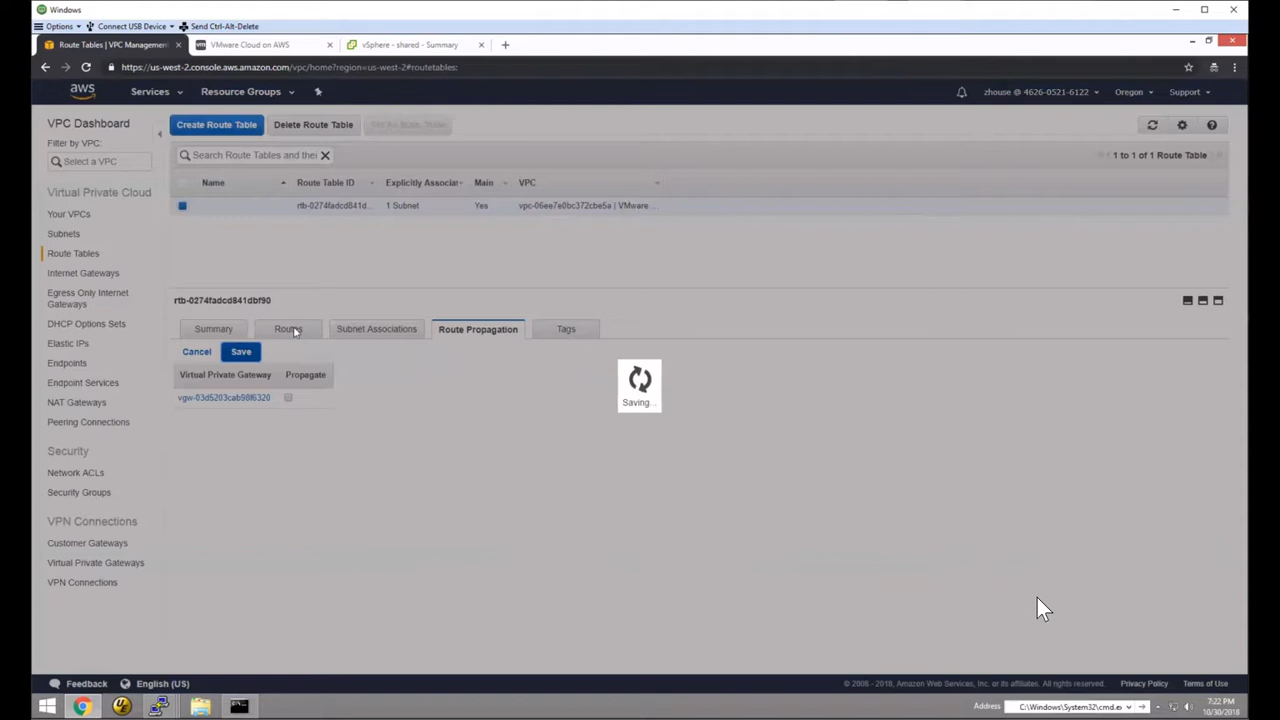 Windows
Options Connect USB Device Send Ctrl-Alt-Delete
Route Tables | VPC Management VMware Cloud on AWS vSphere - shared - Summary
https://us-west-2.console.aws.amazon.com/vpc/home?region=us-west-2#routetables:
aws Services Resource Groups zhouse @ 4626-0521-6122 Oregon Support
VPC Dashboard
Filter by VPC:
Select a VPC
Virtual Private Cloud
Your VPCs
Subnets
Route Tables
Internet Gateways
Egress Only Internet
Gateways
DHCP Option Sets
Elastic IPs
Endpoints
Endpoint Services
NAT Gateways
Peering Connections
Security
Network ACLs
Security Groups
VPN Connections
Customer Gateways
Virtual Private Gateways
VPN Connections
Create Route Table Delete Route Table
Search Route Tables and thei
1 to 1 of 1 Route Table
Name Route Table ID Explicitly Associat Main VPC
rtb-0274fadcd841d... 1 Subnet Yes vpc-06ee7e0bc372cbe5a | VMware ...
rtb-0274fadcd841dbf90
Summary Routes Subnet Associations Route Propagation Tags
Cancel Save
Virtual Private Gateway Propagate
vgw-03d5203cab98f6320
Saving...
Feedback English (US)
© 2008 - 2018, Amazon Web Services, Inc. or its affiliates. All rights reserved. Privacy Policy Terms of Use
Address C:\Windows\System32\cmd.e
7:22 PM
10/30/2018